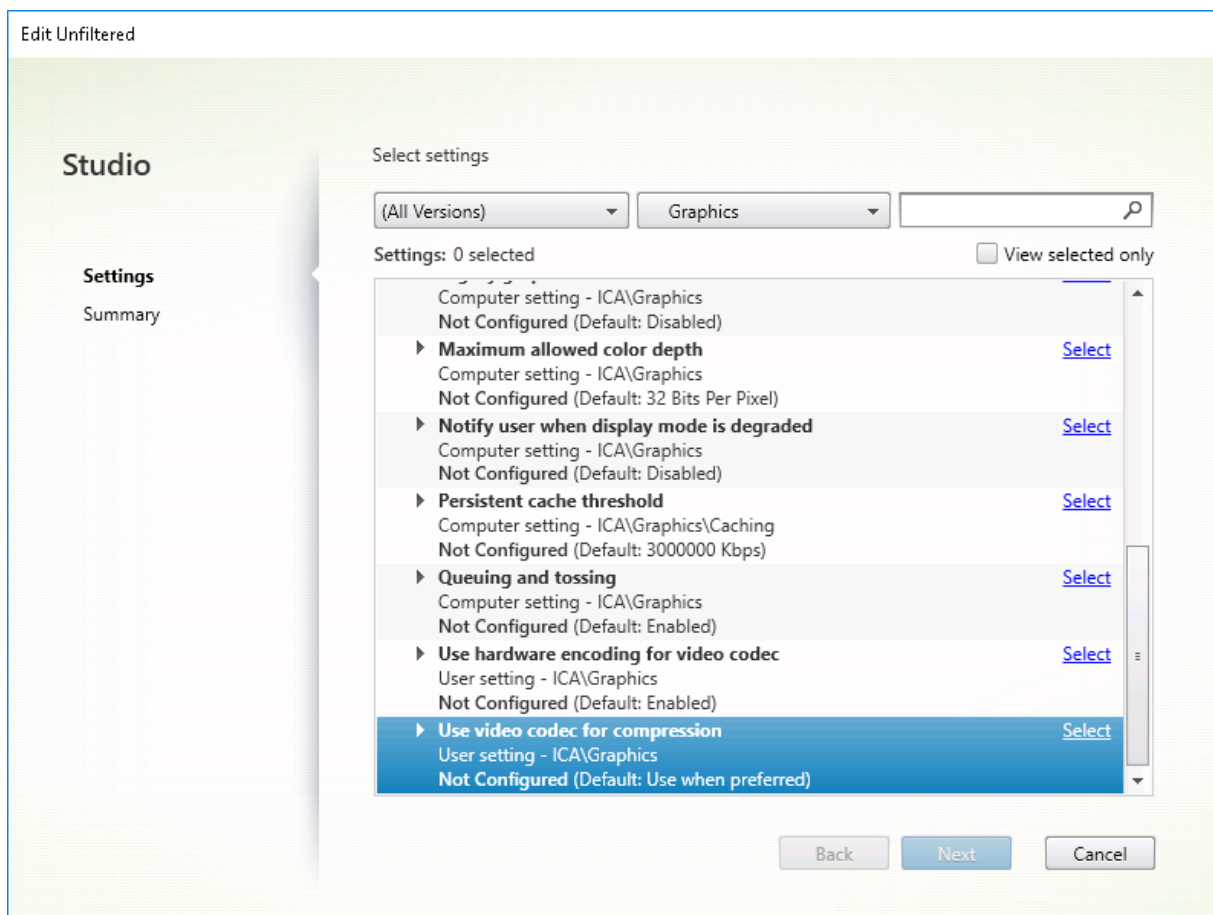 Edit Unfiltered
Studio
Settings
Summary
Select settings
(All Versions)
Graphics
Settings: 0 selected
View selected only
Computer setting - ICA\Graphics
Not Configured (Default: Disabled)
Maximum allowed color depth
Select
Computer setting - ICA\Graphics
Not Configured (Default: 32 Bits Per Pixel)
Notify user when display mode is degraded
Select
Computer setting - ICA\Graphics
Not Configured (Default: Disabled)
Persistent cache threshold
Select
Computer setting - ICA\Graphics\Caching
Not Configured (Default: 3000000 Kbps)
Queuing and tossing
Select
Computer setting - ICA\Graphics
Not Configured (Default: Enabled)
Use hardware encoding for video codec
Select
User setting - ICA\Graphics
Not Configured (Default: Enabled)
Use video codec for compression
Select
User setting - ICA\Graphics
Not Configured (Default: Use when preferred)
Back
Next
Cancel